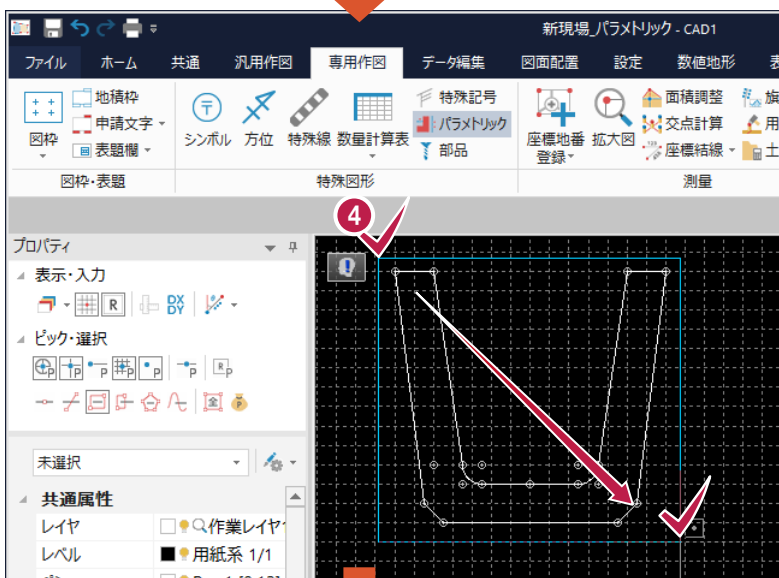 新現場_パラメトリック - CAD1
ファイル ホーム 共通 汎用作図 専用作図 データ編集 図面配置 設定 数値地形
地積枠 特殊記号 面積調整
申請文字 パラメトリック 交点計算
図枠 表題欄 シンボル 方位 特殊線 数量計算表 部品 座標地番 登録 拡大図 座標結線
図枠・表題 特殊図形 測量
4
プロパティ
表示・入力
R DX DY
ピック・選択
P P P P P P R P
全 P
未選択
共通属性
レイヤ 作業レイヤ
レベル 用紙系 1/1